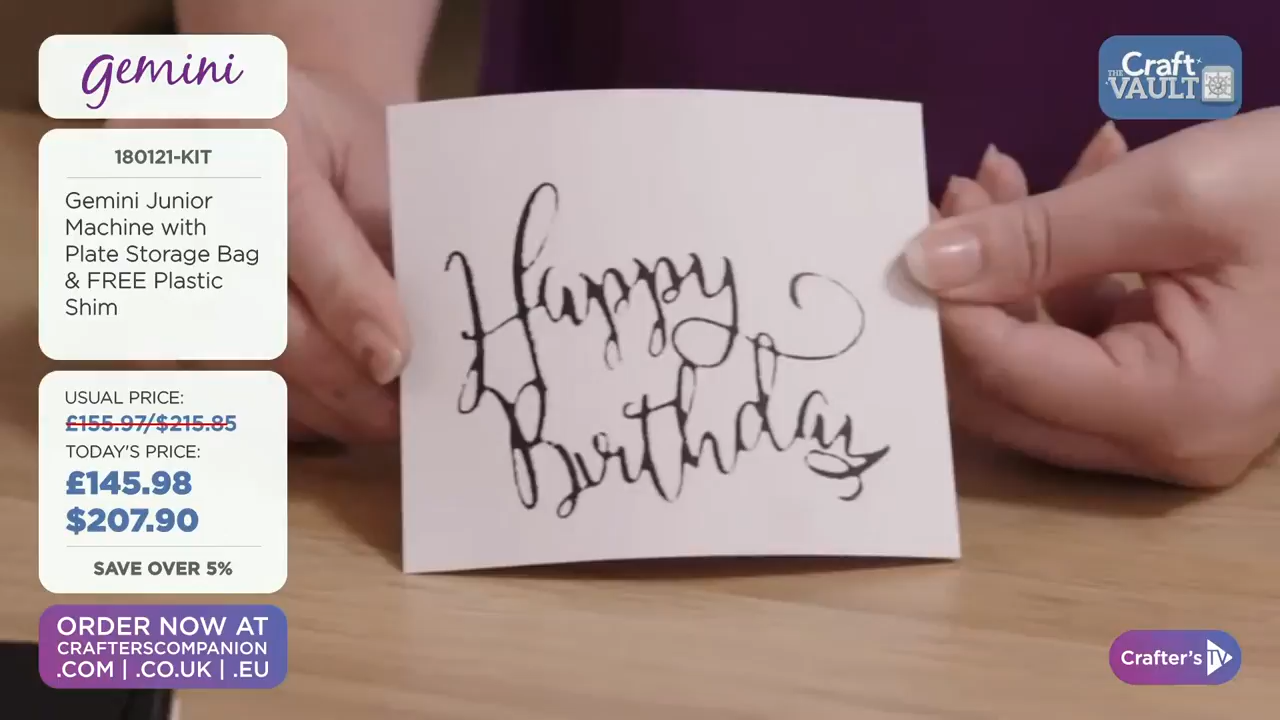 gemini
180121-KIT
Gemini Junior
Machine with
Plate Storage Bag
& FREE Plastic
Shim
USUAL PRICE:
£155.97/$215.85
TODAY'S PRICE:
£145.98
$207.90
SAVE OVER 5%
ORDER NOW AT
CRAFTERSCOMPANION
.COM | .CO.UK | .EU
Happy
Birthday
THE Craft
VAULT
Crafter's TV